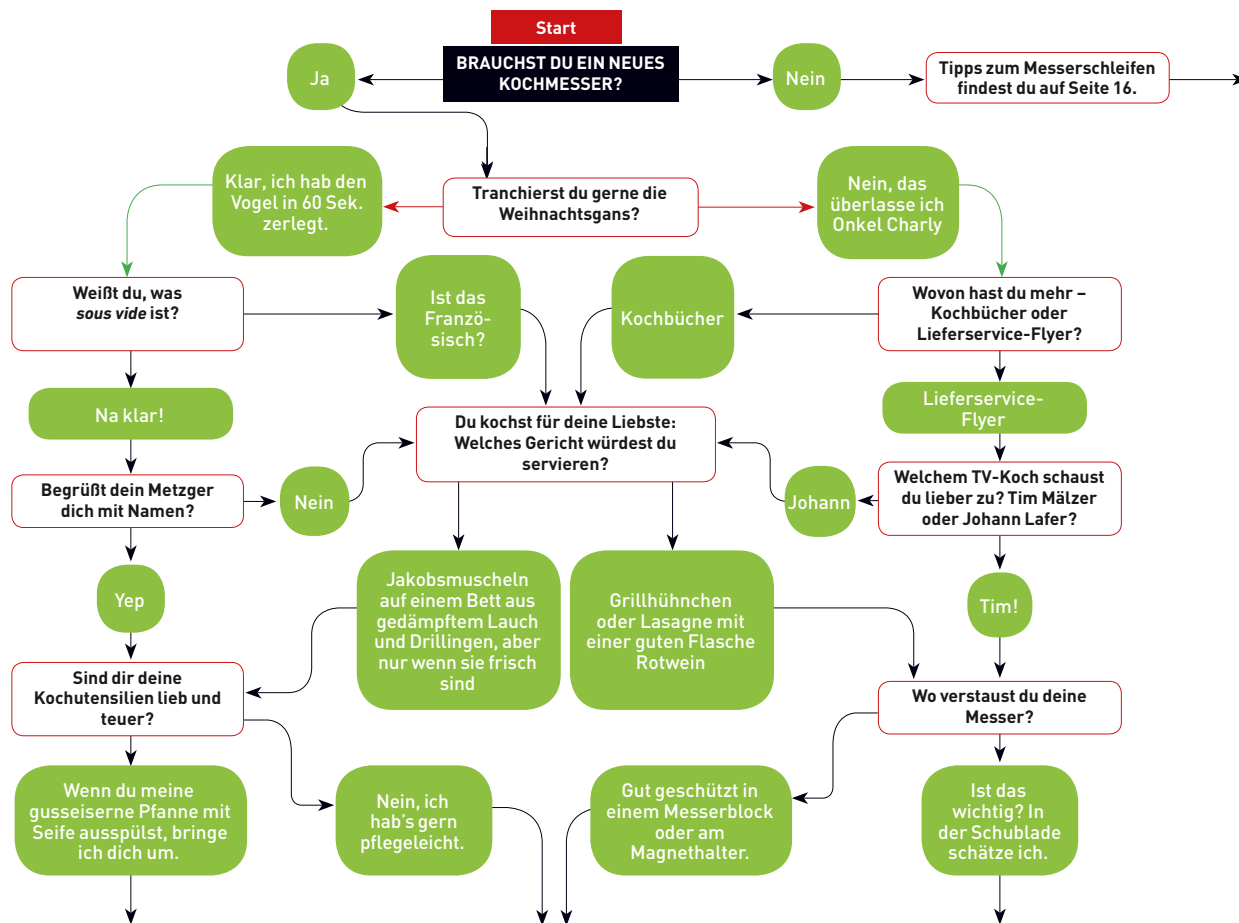 Start
BRAUCHST DU EIN NEUES
KOCHMESSER?
Ja
Nein
Tipps zum Messerschleifen
findest du auf Seite 16.
Klar, ich hab den
Vogel in 60 Sek.
zerlegt.
Tranchierst du gerne die
Weihnachtsgans?
Nein, das
überlasse ich
Onkel Charly
Weißt du, was
sous vide ist?
Ist das
Franzö-
sisch?
Kochbücher
Wovon hast du mehr –
Kochbücher oder
Lieferservice-Flyer?
Na klar!
Du kochst für deine Liebste:
Welches Gericht würdest du
servieren?
Lieferservice-
Flyer
Begrüßt dein Metzger
dich mit Namen?
Nein
Johann
Welchem TV-Koch schaust
du lieber zu? Tim Mälzer
oder Johann Lafer?
Yep
Jakobsmuscheln
auf einem Bett aus
gedämpftem Lauch
und Drillingen, aber
nur wenn sie frisch
sind
Grillhühnchen
oder Lasagne mit
einer guten Flasche
Rotwein
Tim!
Sind dir deine
Kochutensilien lieb und
teuer?
Wo verstaust du deine
Messer?
Wenn du meine
gusseiserne Pfanne mit
Seife ausspülst, bringe
ich dich um.
Nein, ich
hab's gern
pflegeleicht.
Gut geschützt in
einem Messerblock
oder am
Magnethalter.
Ist das
wichtig? In
der Schublade
schätze ich.